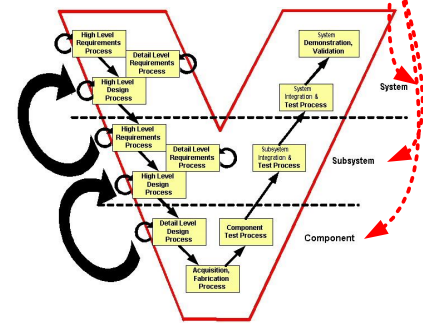 High Level
Requirements
Process
Detail Level
Requirements
Process
High Level
Design
Process
System
Demonstration,
Validation
System
Integration &
Test Process
System
High Level
Requirements
Process
Detail Level
Requirements
Process
High Level
Design
Process
Subsystem
Integration &
Test Process
Subsystem
Detail Level
Design
Process
Component
Test Process
Component
Acquisition,
Fabrication
Process